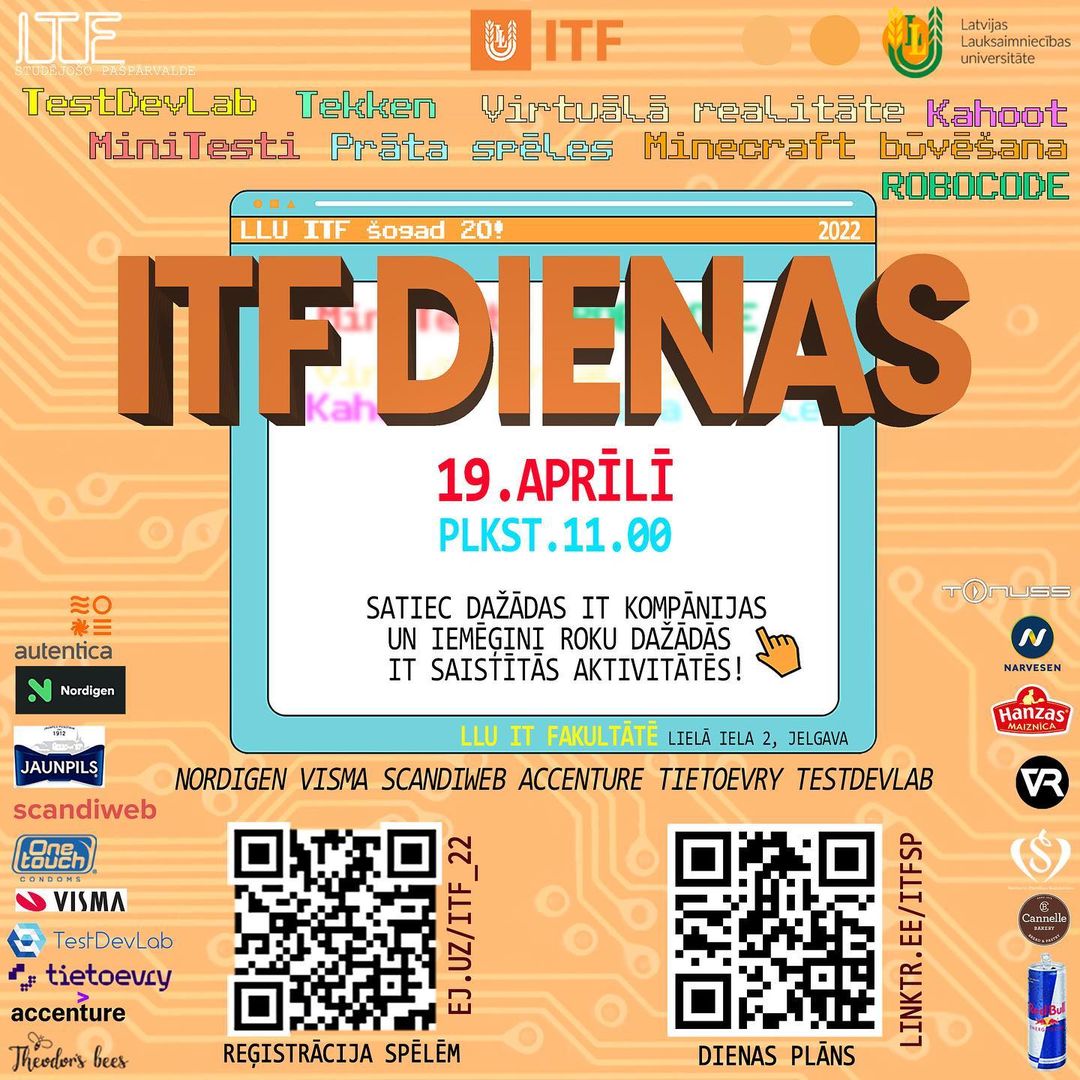 ITF
STUDĒJOŠO PAŠPĀRVALDE
ITF
Latvijas
Lauksaimniecības
universitāte
TestDevLab Tekken Virtuālā realitāte Kahoot
MiniTesti Prāta spēles Minecraft būvēšana
ROBOCODE
LLU ITF šogad 20! 2022
ITF DIENAS
19.APRĪLĪ
PLKST.11.00
SATIEC DAŽĀDAS IT KOMPĀNIJAS
UN IEMĒĢINI ROKU DAŽĀDĀS
IT SAISTĪTĀS AKTIVITĀTĒS!
LLU IT FAKULTĀTĒ LIELĀ IELA 2, JELGAVA
NORDIGEN VISMA SCANDIWEB ACCENTURE TIETOEVRY TESTDEVLAB
autentica
Nordigen
1912
JAUNPILS
scandiweb
One touch
CONDOMS
VISMA
TestDevLab
tietoevry
accenture
Theodor's bees
EJ.UZ/ITF_22
REĢISTRĀCIJA SPĒLĒM
LINKTR.EE/ITFSP
DIENAS PLĀNS
TONUSS
NARVESEN
HANZAS
MAIZNĪCA
VR
S
Cannelle
BAKERY
BREAD & PASTRY
Red Bull